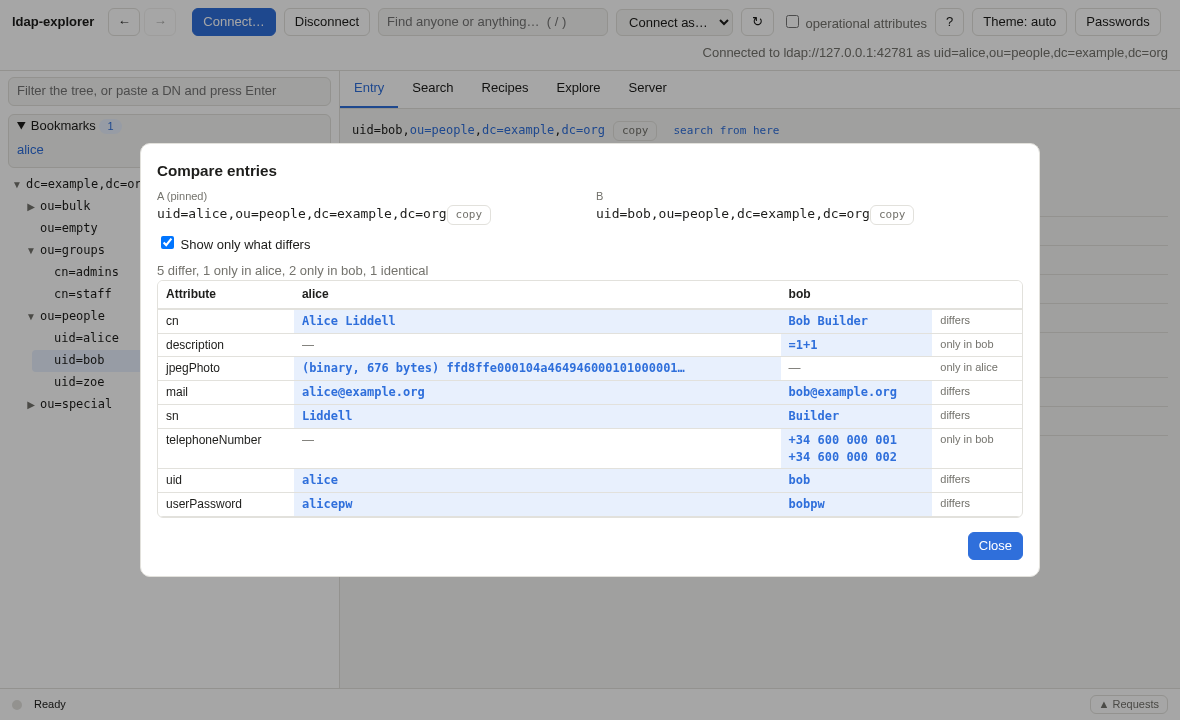 ldap-explorer ← → Connect… Disconnect Find anyone or anything… ( / ) Connect as… ↻ operational attributes ? Theme: auto Passwords
Connected to ldap://127.0.0.1:42781 as uid=alice,ou=people,dc=example,dc=org
Filter the tree, or paste a DN and press Enter
Entry Search Recipes Explore Server
▼ Bookmarks 1
alice
uid=bob,ou=people,dc=example,dc=org copy search from here
▼ dc=example,dc=or
▶ ou=bulk
ou=empty
▼ ou=groups
cn=admins
cn=staff
▼ ou=people
uid=alice
uid=bob
uid=zoe
▶ ou=special
Compare entries
A (pinned)
uid=alice,ou=people,dc=example,dc=org copy
B
uid=bob,ou=people,dc=example,dc=org copy
Show only what differs
5 differ, 1 only in alice, 2 only in bob, 1 identical
Attribute alice bob
cn Alice Liddell Bob Builder differs
description — =1+1 only in bob
jpegPhoto (binary, 676 bytes) ffd8ffe000104a464946000101000001… — only in alice
mail alice@example.org bob@example.org differs
sn Liddell Builder differs
telephoneNumber — +34 600 000 001 only in bob
+34 600 000 002
uid alice bob differs
userPassword alicepw bobpw differs
Close
Ready ▲ Requests